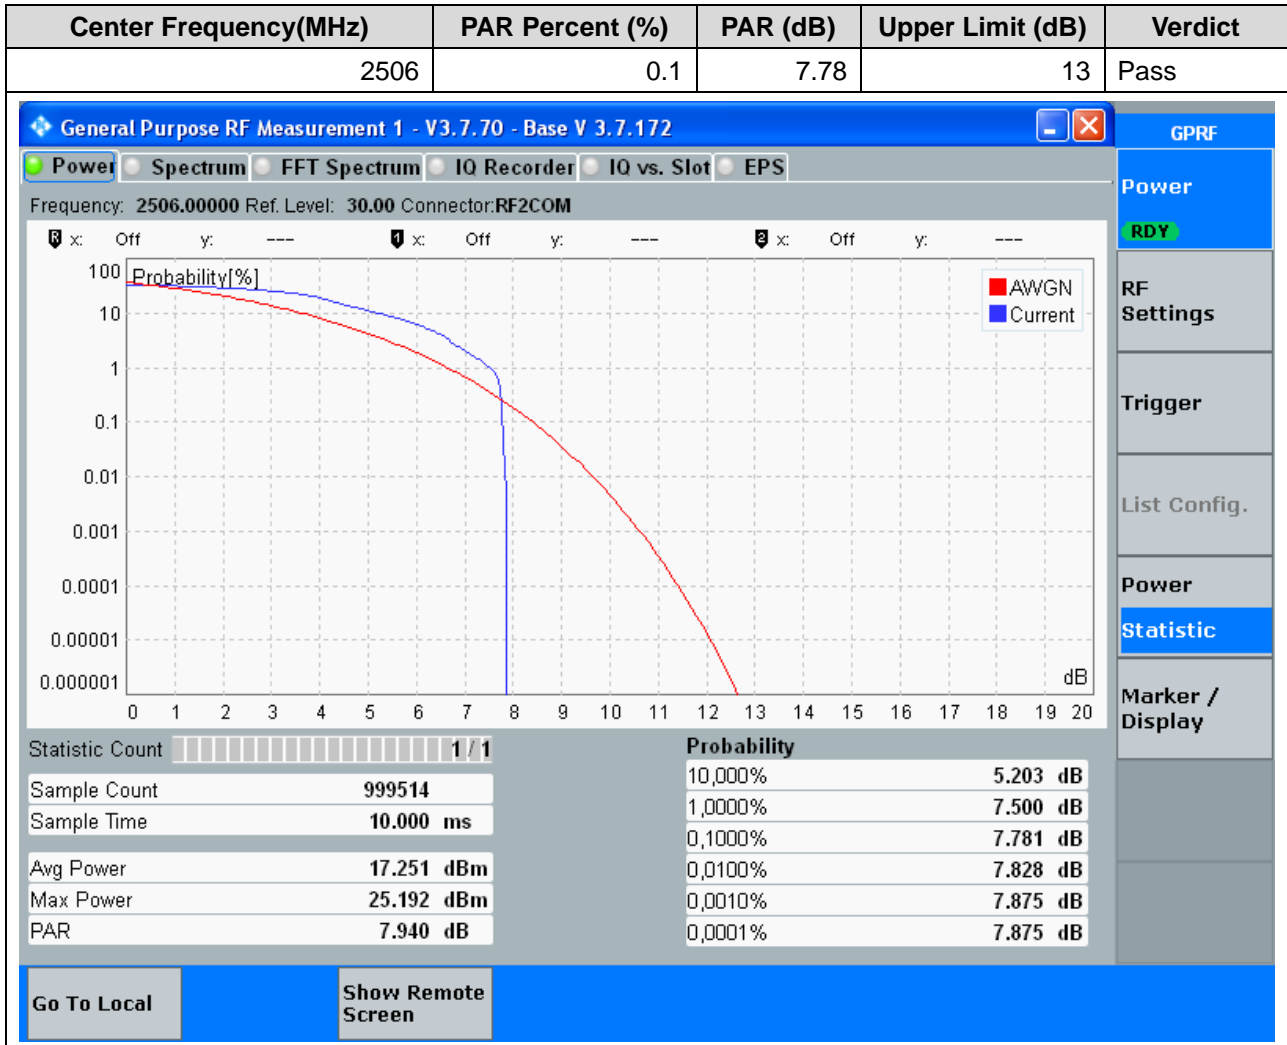 Center Frequency(MHz) PAR Percent (%) PAR (dB) Upper Limit (dB) Verdict
2506 0.1 7.78 13 Pass
General Purpose RF Measurement 1 - V3.7.70 - Base V 3.7.172
GPRF
Power Spectrum FFT Spectrum IQ Recorder IQ vs. Slot EPS
Frequency: 2506.00000 Ref. Level: 30.00 Connector:RF2COM
R x: Off y: --- 1 x: Off y: --- 2 x: Off y: ---
Probability[%]
AWGN
Current
100
10
1
0.1
0.01
0.001
0.0001
0.00001
0.000001
dB
0 1 2 3 4 5 6 7 8 9 10 11 12 13 14 15 16 17 18 19 20
Statistic Count 1 / 1
Sample Count 999514
Sample Time 10.000 ms
Avg Power 17.251 dBm
Max Power 25.192 dBm
PAR 7.940 dB
Probability
10,000% 5.203 dB
1,0000% 7.500 dB
0,1000% 7.781 dB
0,0100% 7.828 dB
0,0010% 7.875 dB
0,0001% 7.875 dB
Power
RDY
RF
Settings
Trigger
List Config.
Power
Statistic
Marker /
Display
Go To Local
Show Remote
Screen